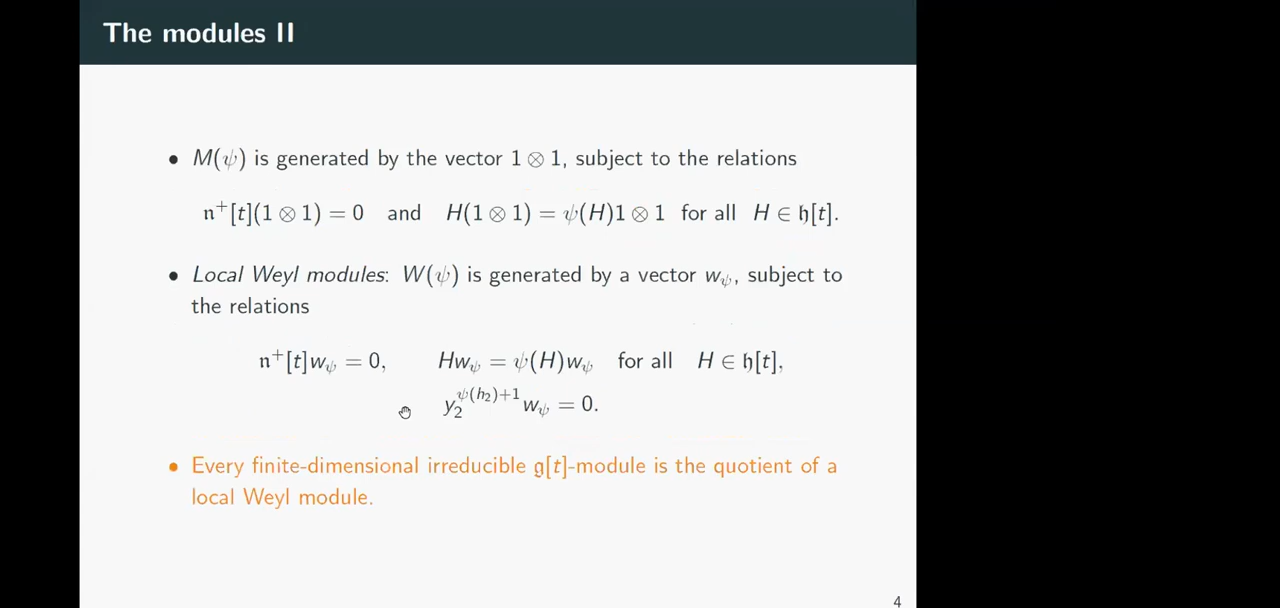 The modules II
• M(ψ) is generated by the vector 1 ⊗ 1, subject to the relations
𝔫⁺[t](1 ⊗ 1) = 0 and H(1 ⊗ 1) = ψ(H)1 ⊗ 1 for all H ∈ 𝔥[t].
• Local Weyl modules: W(ψ) is generated by a vector w_ψ, subject to
the relations
𝔫⁺[t]w_ψ = 0, Hw_ψ = ψ(H)w_ψ for all H ∈ 𝔥[t],
y_2^{ψ(h_2)+1} w_ψ = 0.
• Every finite-dimensional irreducible 𝔤[t]-module is the quotient of a
local Weyl module.
4